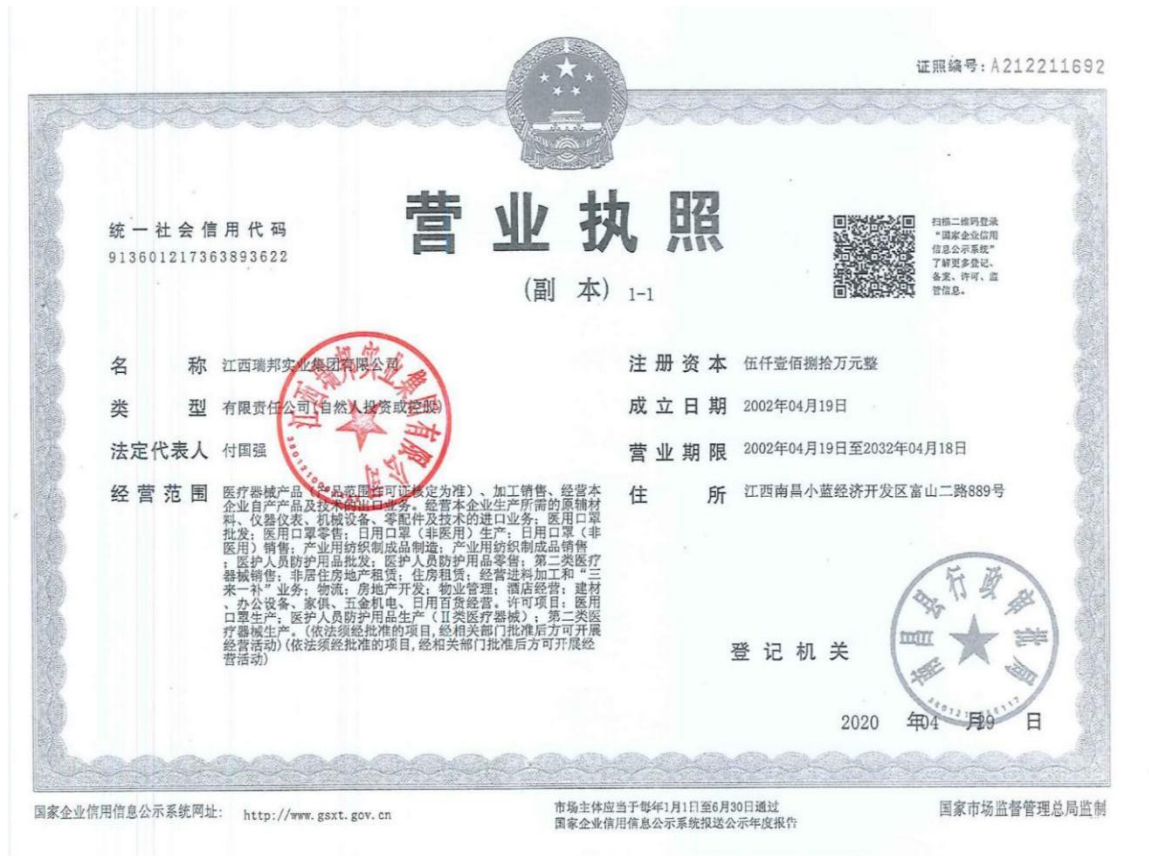 证照编号:A212211692
统一社会信用代码
913601217363893622
营业执照
(副 本) 1-1
扫描二维码登录
“国家企业信用
信息公示系统”
了解更多登记、
备案、许可、监
管信息。
名 称 江西瑞邦实业集团有限公司
类 型 有限责任公司(自然人投资或控股)
法定代表人 付国强
经营范围 医疗器械产品(产品范围在许可证核定为准)、加工销售、经营本
企业自产产品及技术的出口业务。经营本企业生产所需的原辅材
料、仪器仪表、机械设备、零配件及技术的进口业务;医用口罩
批发;医用口罩零售;日用口罩(非医用)生产;日用口罩(非
医用)销售;产业用纺织制成品制造;产业用纺织制成品销售
;医护人员防护用品批发;医护人员防护用品零售;第二类医疗
器械销售;非居住房地产租赁;住房租赁;经营进料加工和“三
来一补”业务;物流;房地产开发;物业管理;酒店经营;建材
、办公设备、家俱、五金机电、日用百货经营。许可项目:医用
口罩生产;医护人员防护用品生产(Ⅱ类医疗器械);第二类医
疗器械生产。(依法须经批准的项目,经相关部门批准后方可开展
经营活动)(依法须经批准的项目,经相关部门批准后方可开展经
营活动)
注册资本 伍仟壹佰捌拾万元整
成立日期 2002年04月19日
营业期限 2002年04月19日至2032年04月18日
住 所 江西南昌小蓝经济开发区富山二路889号
江西瑞邦实业集团有限公司
登记机关
南昌县行政审批局
2020 年04 月29 日
国家企业信用信息公示系统网址: http://www.gsxt.gov.cn
市场主体应当于每年1月1日至6月30日通过
国家企业信用信息公示系统报送公示年度报告
国家市场监督管理总局监制